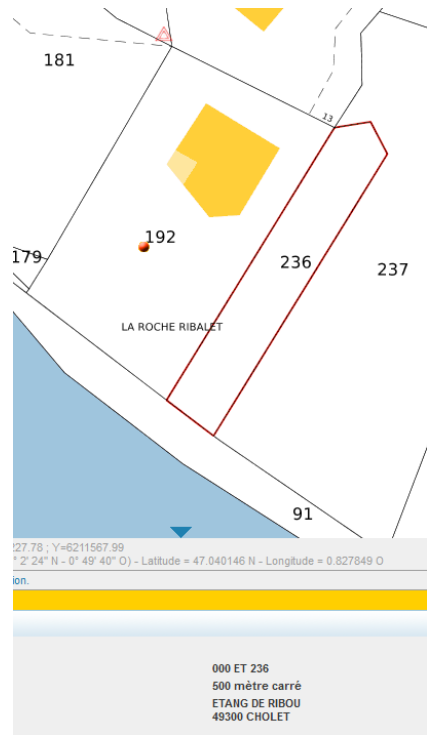 181
13
192
179
236
237
LA ROCHE RIBALET
91
227.78 ; Y=6211567.99
° 2' 24" N - 0° 49' 40" O) - Latitude = 47.040146 N - Longitude = 0.827849 O
ion.
000 ET 236
500 mètre carré
ETANG DE RIBOU
49300 CHOLET